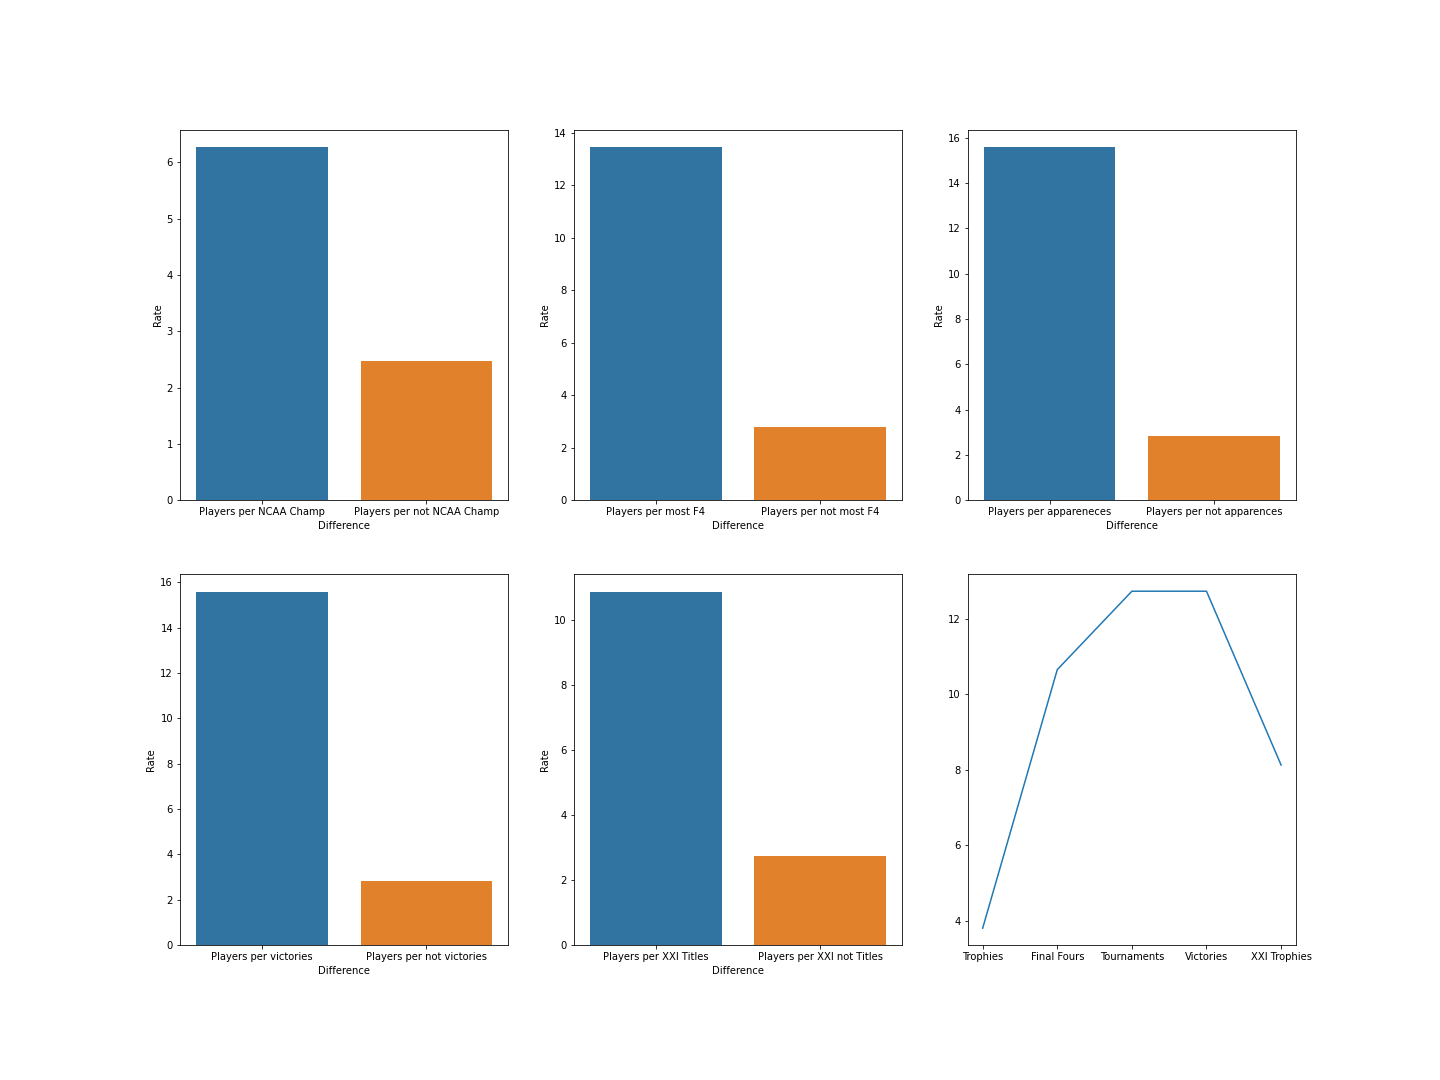 6
5
4
3
2
1
0
Rate
Players per NCAA Champ Players per not NCAA Champ
Difference
14
12
10
8
6
4
2
0
Rate
Players per most F4 Players per not most F4
Difference
16
14
12
10
8
6
4
2
0
Rate
Players per appareneces Players per not apparences
Difference
16
14
12
10
8
6
4
2
0
Rate
Players per victories Players per not victories
Difference
10
8
6
4
2
0
Rate
Players per XXI Titles Players per XXI not Titles
Difference
12
10
8
6
4
Trophies Final Fours Tournaments Victories XXI Trophies